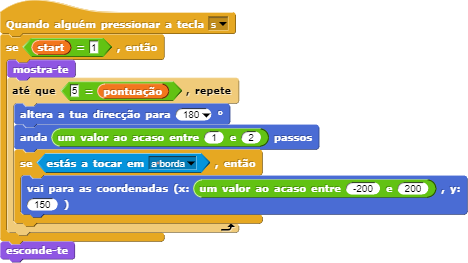 Quando alguém pressionar a tecla s
se start = 1 , então
mostra-te
até que 5 = pontuação , repete
altera a tua direcção para 180 º
anda um valor ao acaso entre 1 e 2 passos
se estás a tocar em a borda , então
vai para as coordenadas (x: um valor ao acaso entre -200 e 200 , y:
150 )
esconde-te